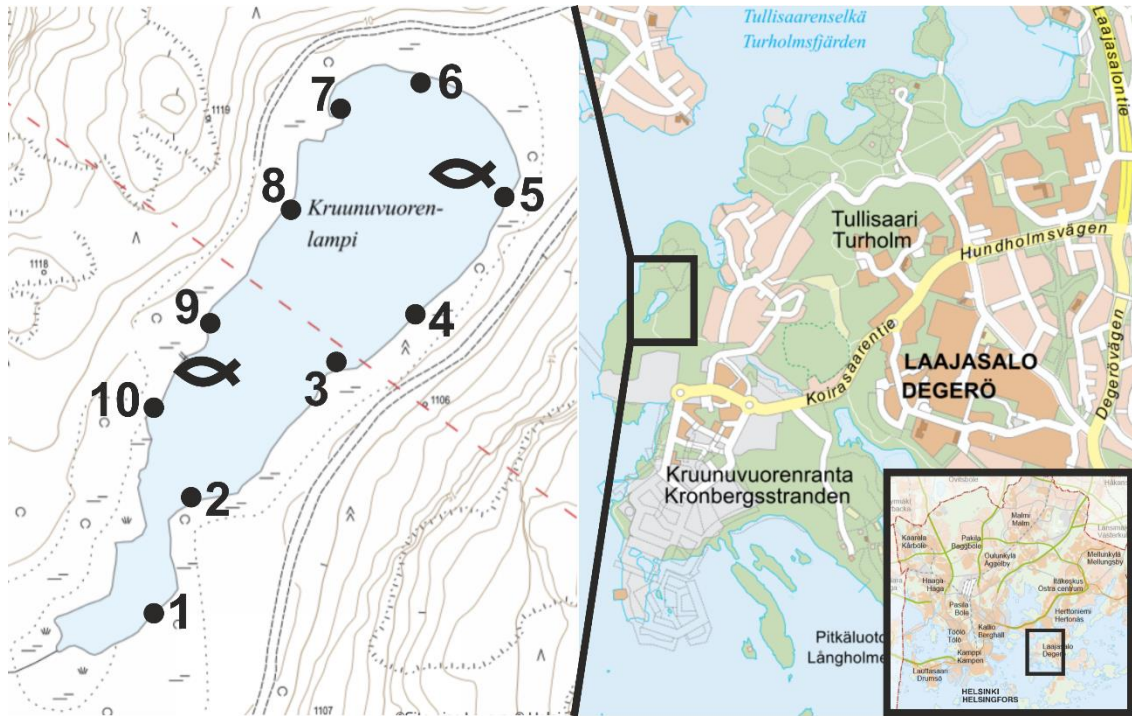 10
1119
7
6
8
5
Kruunuvuoren-
lampi
1118
9
4
3
10
1106
2
1
1107
Tullisaarenselkä
Turholmsfjärden
Laajasalontie
Tullisaari
Turholm
Hundholmsvägen
Koirasaarentie
LAAJASALO
DEGERÖ
Degerövägen
Kruunuvuorenranta
Kronbergsstranden
Pitkäluoto
Långholme
Malmi
Malm
Pakila
Baggböle
Oulunkylä
Åggelby
Mellunkylä
Mellungsby
Haaga
Haga
Itäkeskus
Östra centrum
Pasila
Böle
Herttoniemi
Hertonäs
Töölö
Tölö
Kallio
Berghäll
Laajasalo
Degerö
Kamppi
Kampen
Lauttasaari
Drumsö
HELSINKI
HELSINGFORS